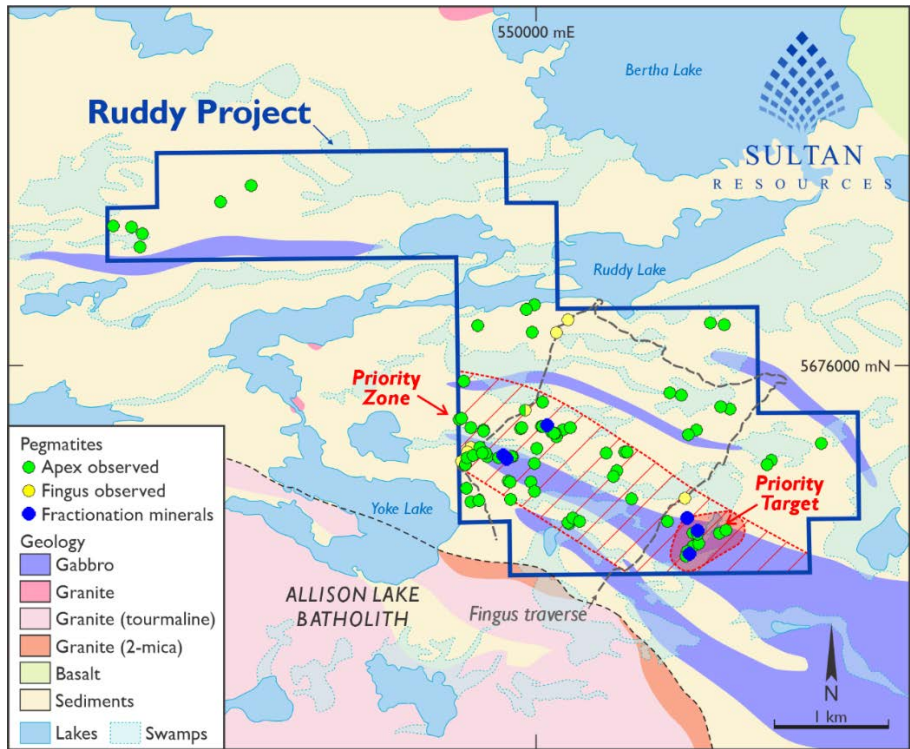 550000 mE
Bertha Lake
Ruddy Project
SULTAN
RESOURCES
Ruddy Lake
5676000 mN
Priority
Zone
Pegmatites
Apex observed
Fingus observed
Fractionation minerals
Geology
Gabbro
Granite
Granite (tourmaline)
Granite (2-mica)
Basalt
Sediments
Lakes
Swamps
Yoke Lake
Priority
Target
ALLISON LAKE
BATHOLITH
Fingus traverse
N
1 km